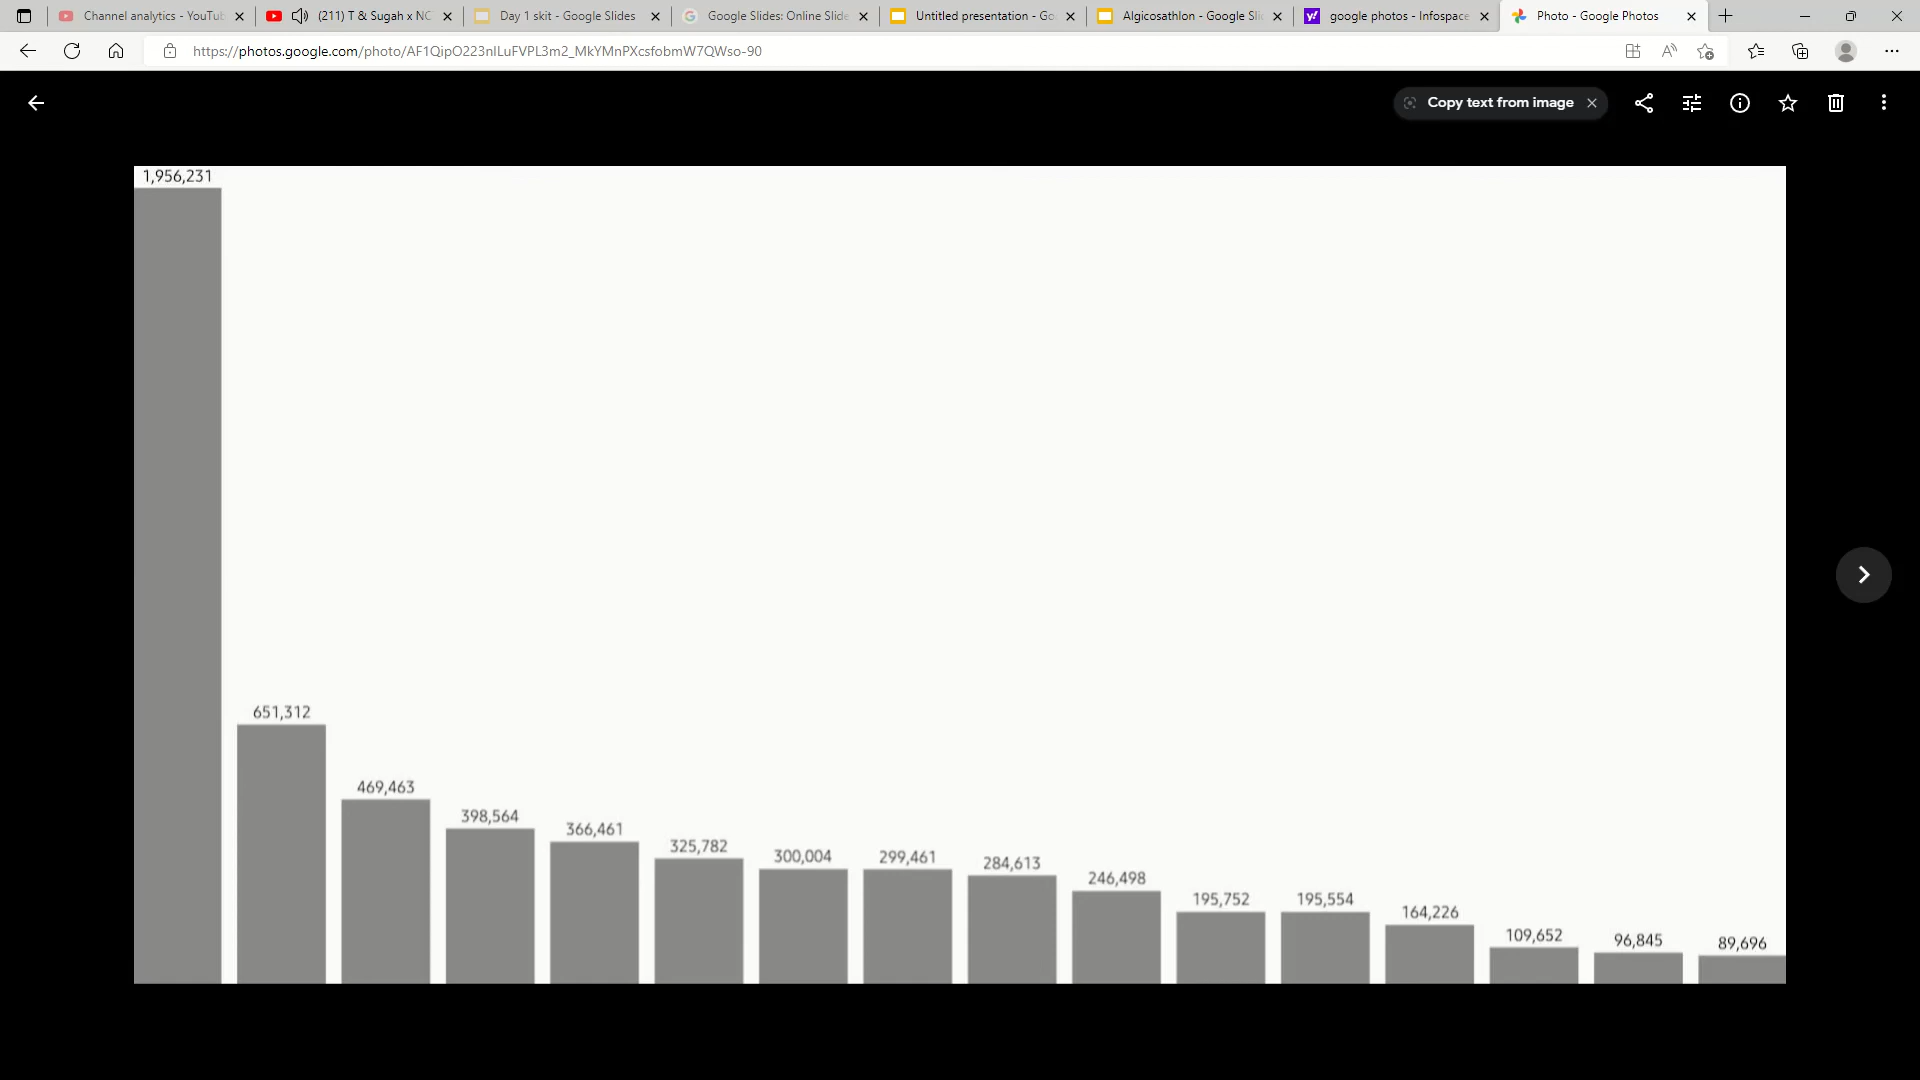 Channel analytics - YouTub
(211) T & Sugah x NC
Day 1 skit - Google Slides
Google Slides: Online Slide
Untitled presentation - Go
Algicosathlon - Google Sli
y! google photos - Infospace
Photo - Google Photos
https://photos.google.com/photo/AF1QipO223nlLuFVPL3m2_MkYMnPXcsfobmW7QWso-90
Copy text from image
1,956,231
651,312
469,463
398,564
366,461
325,782
300,004
299,461
284,613
246,498
195,752
195,554
164,226
109,652
96,845
89,696